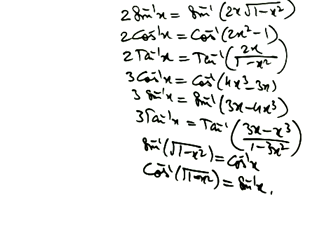 2 Sin⁻¹x = Sin⁻¹(2x√1-x²)
2 Cos⁻¹x = Cos⁻¹(2x²-1)
2 Tan⁻¹x = Tan⁻¹(2x/1-x²)
3 Cos⁻¹x = Cos⁻¹(4x³-3x)
3 Sin⁻¹x = Sin⁻¹(3x-4x³)
3 Tan⁻¹x = Tan⁻¹(3x-x³/1-3x²)
Sin⁻¹(√1-x²) = Cos⁻¹x
Cos⁻¹(√1-x²) = Sin⁻¹x.